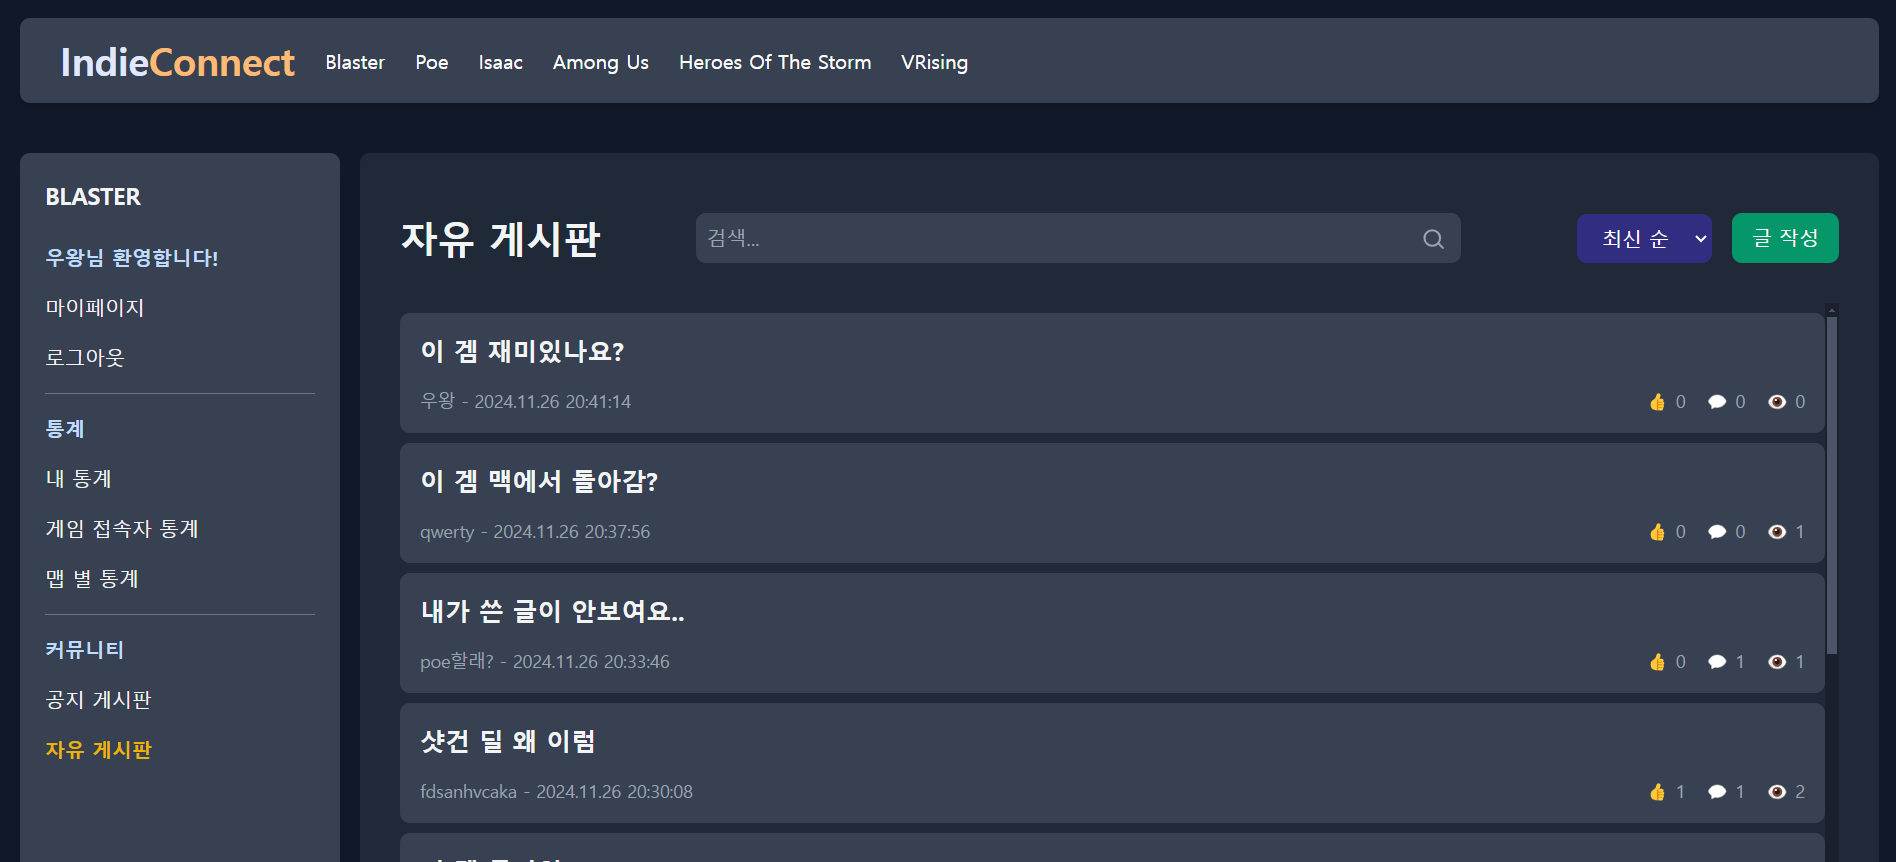 IndieConnect Blaster Poe Isaac Among Us Heroes Of The Storm VRising
BLASTER
우왕님 환영합니다!
마이페이지
로그아웃
통계
내 통계
게임 접속자 통계
맵 별 통계
커뮤니티
공지 게시판
자유 게시판
자유 게시판 검색... 최신 순 글 작성
이 겜 재미있나요?
우왕 - 2024.11.26 20:41:14 0 0 0
이 겜 맥에서 돌아감?
qwerty - 2024.11.26 20:37:56 0 0 1
내가 쓴 글이 안보여요..
poe할래? - 2024.11.26 20:33:46 0 1 1
샷건 딜 왜 이럼
fdsanhvcaka - 2024.11.26 20:30:08 1 1 2